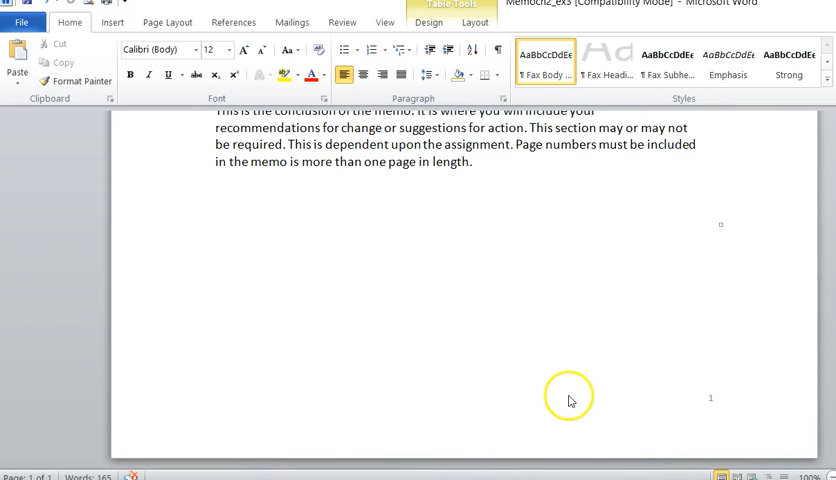 Table Tools
Memoch2_ex3 [Compatibility Mode] - Microsoft Word
File Home Insert Page Layout References Mailings Review View Design Layout
Paste
Cut
Copy
Format Painter
Clipboard
Calibri (Body) 12
Font
Paragraph
AaBbCcDdEe AaBbCcDdEe AaBbCcDdEe AaBbCcDdEe
¶ Fax Body ... ¶ Fax Headi... ¶ Fax Subhe... Emphasis Strong
Styles
This is the conclusion of the memo. It is where you will include your
recommendations for change or suggestions for action. This section may or may not
be required. This is dependent upon the assignment. Page numbers must be included
in the memo is more than one page in length.
1
Page: 1 of 1 Words: 165 100%